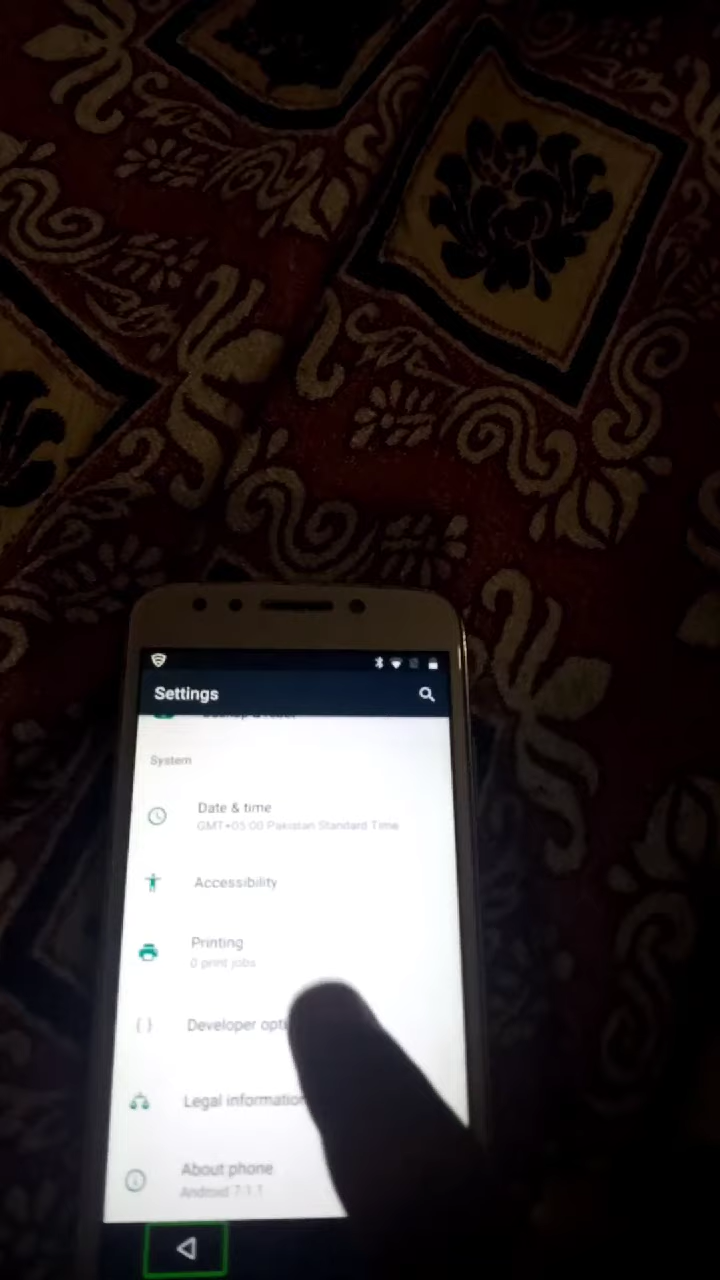 Settings
System
Date & time
GMT+05:00 Pakistan Standard Time
Accessibility
Printing
0 print jobs
Developer opti
Legal information
About phone
Android 7.1.1